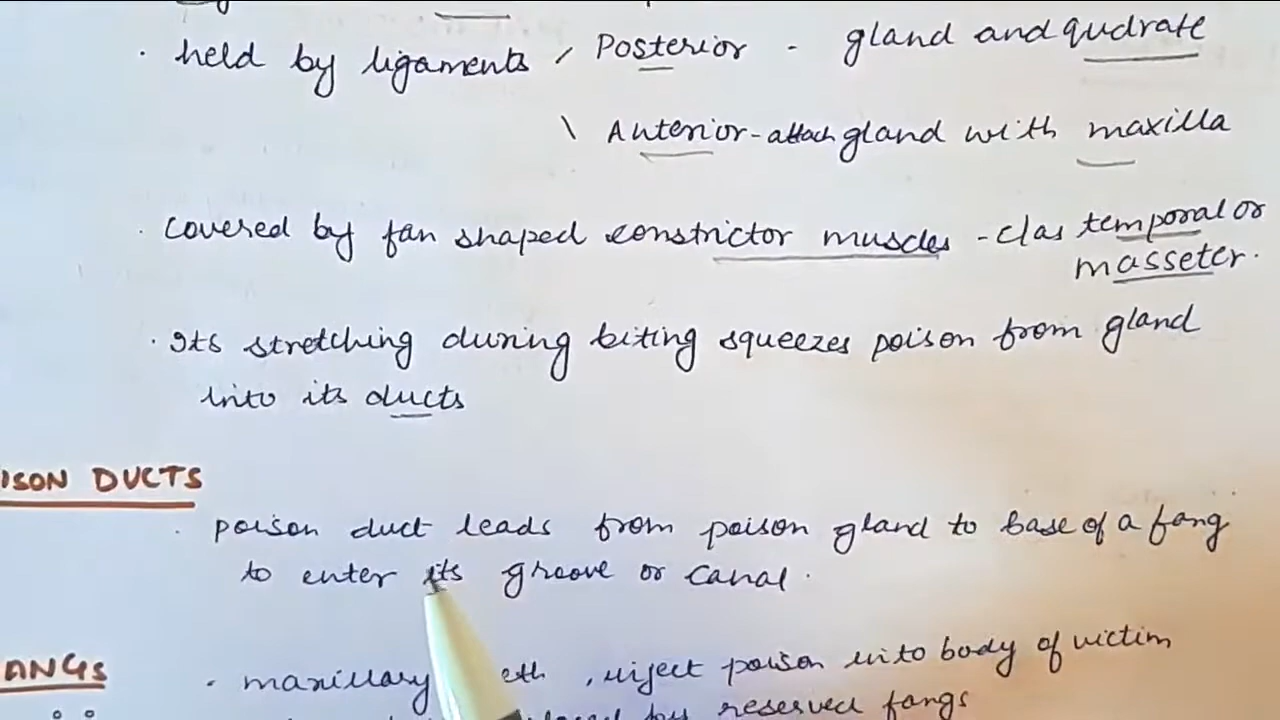 · held by ligaments / Posterior - gland and qudrate
\ Anterior - attach gland with maxilla
· covered by fan shaped constrictor muscles - clas temporal or
masseter.
· Its stretching during biting squeezes poison from gland
into its ducts
ISON DUCTS
· poison duct leads from poison gland to base of a fang
to enter its groove or canal.
ANGS · maxillary eth , inject poison into body of victim
by reserved fangs